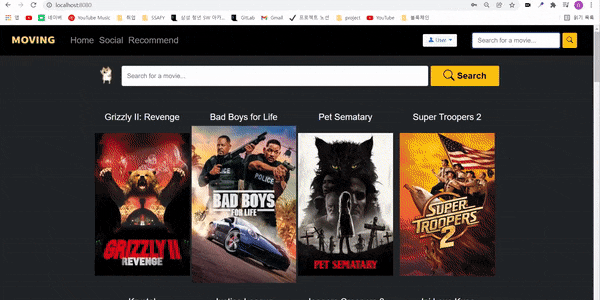 localhost:8080
앱 네이버 YouTube Music 취업 SSAFY 삼성 청년 SW 아카... GitLab 프로젝트 노션 project YouTube 블록체인 읽기 목록
MOVING Home Social Recommend User Search for a movie...
Search for a movie... Search
Grizzly II: Revenge Bad Boys for Life Pet Sematary Super Troopers 2
POLICE POLICE
BAD BOYS
FOR LIFE
GRIZZLY II
REVENGE
PET SEMATARY
SUPER
TROOPERS
2